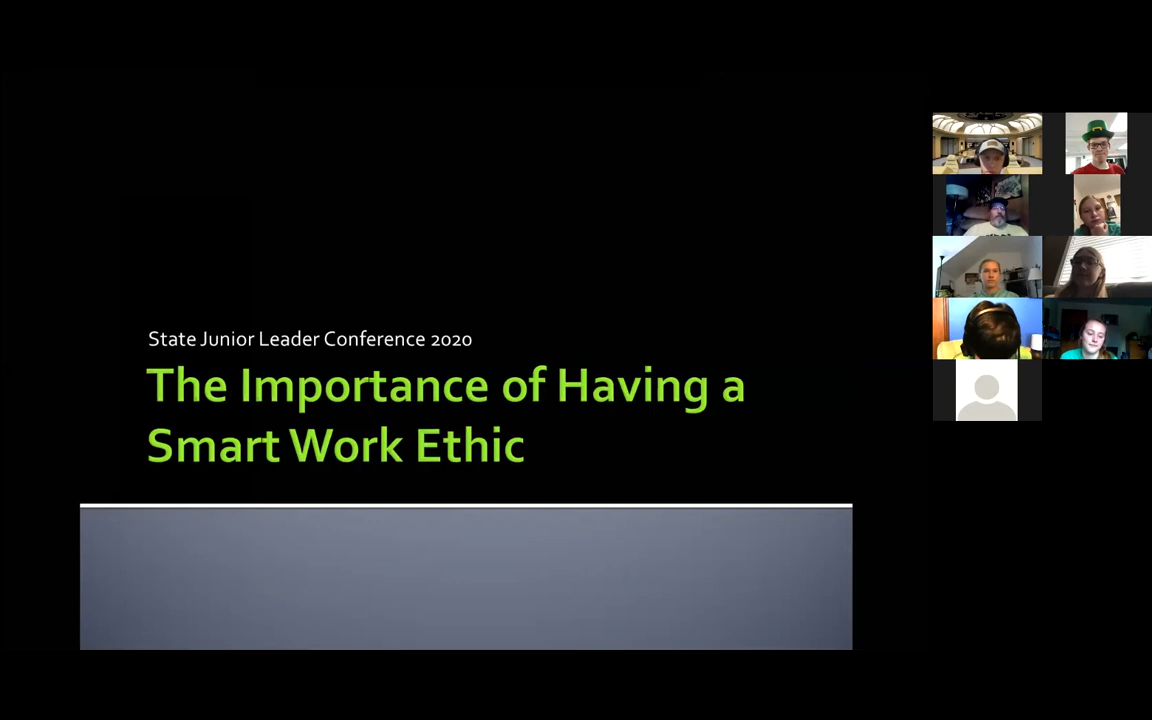 State Junior Leader Conference 2020
The Importance of Having a
Smart Work Ethic